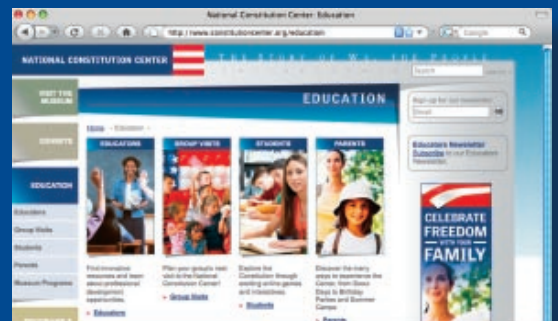 National Constitution Center: Education
http://www.constitutioncenter.org/education
Google
NATIONAL CONSTITUTION CENTER
THE STORY OF WE, THE PEOPLE
Search
VISIT THE
MUSEUM
EXHIBITS
EDUCATION
Educators
Group Visits
Students
Parents
Museum Programs
EDUCATION
Home > Education >
EDUCATORS
Find innovative
resources and learn
about professional
development
opportunities.
Educators
GROUP VISITS
Plan your group's next
visit to the National
Constitution Center!
Group Visits
STUDENTS
Explore the
Constitution through
exciting online games
and interactives.
Students
PARENTS
Discover the many
ways to experience the
Center, from Scout
Days to Birthday
Parties and Summer
Camps
Parents
Sign up for our newsletter
Email
Educators Newsletter
Subscribe to our Educators
Newsletter.
CELEBRATE
FREEDOM
WITH YOUR
FAMILY